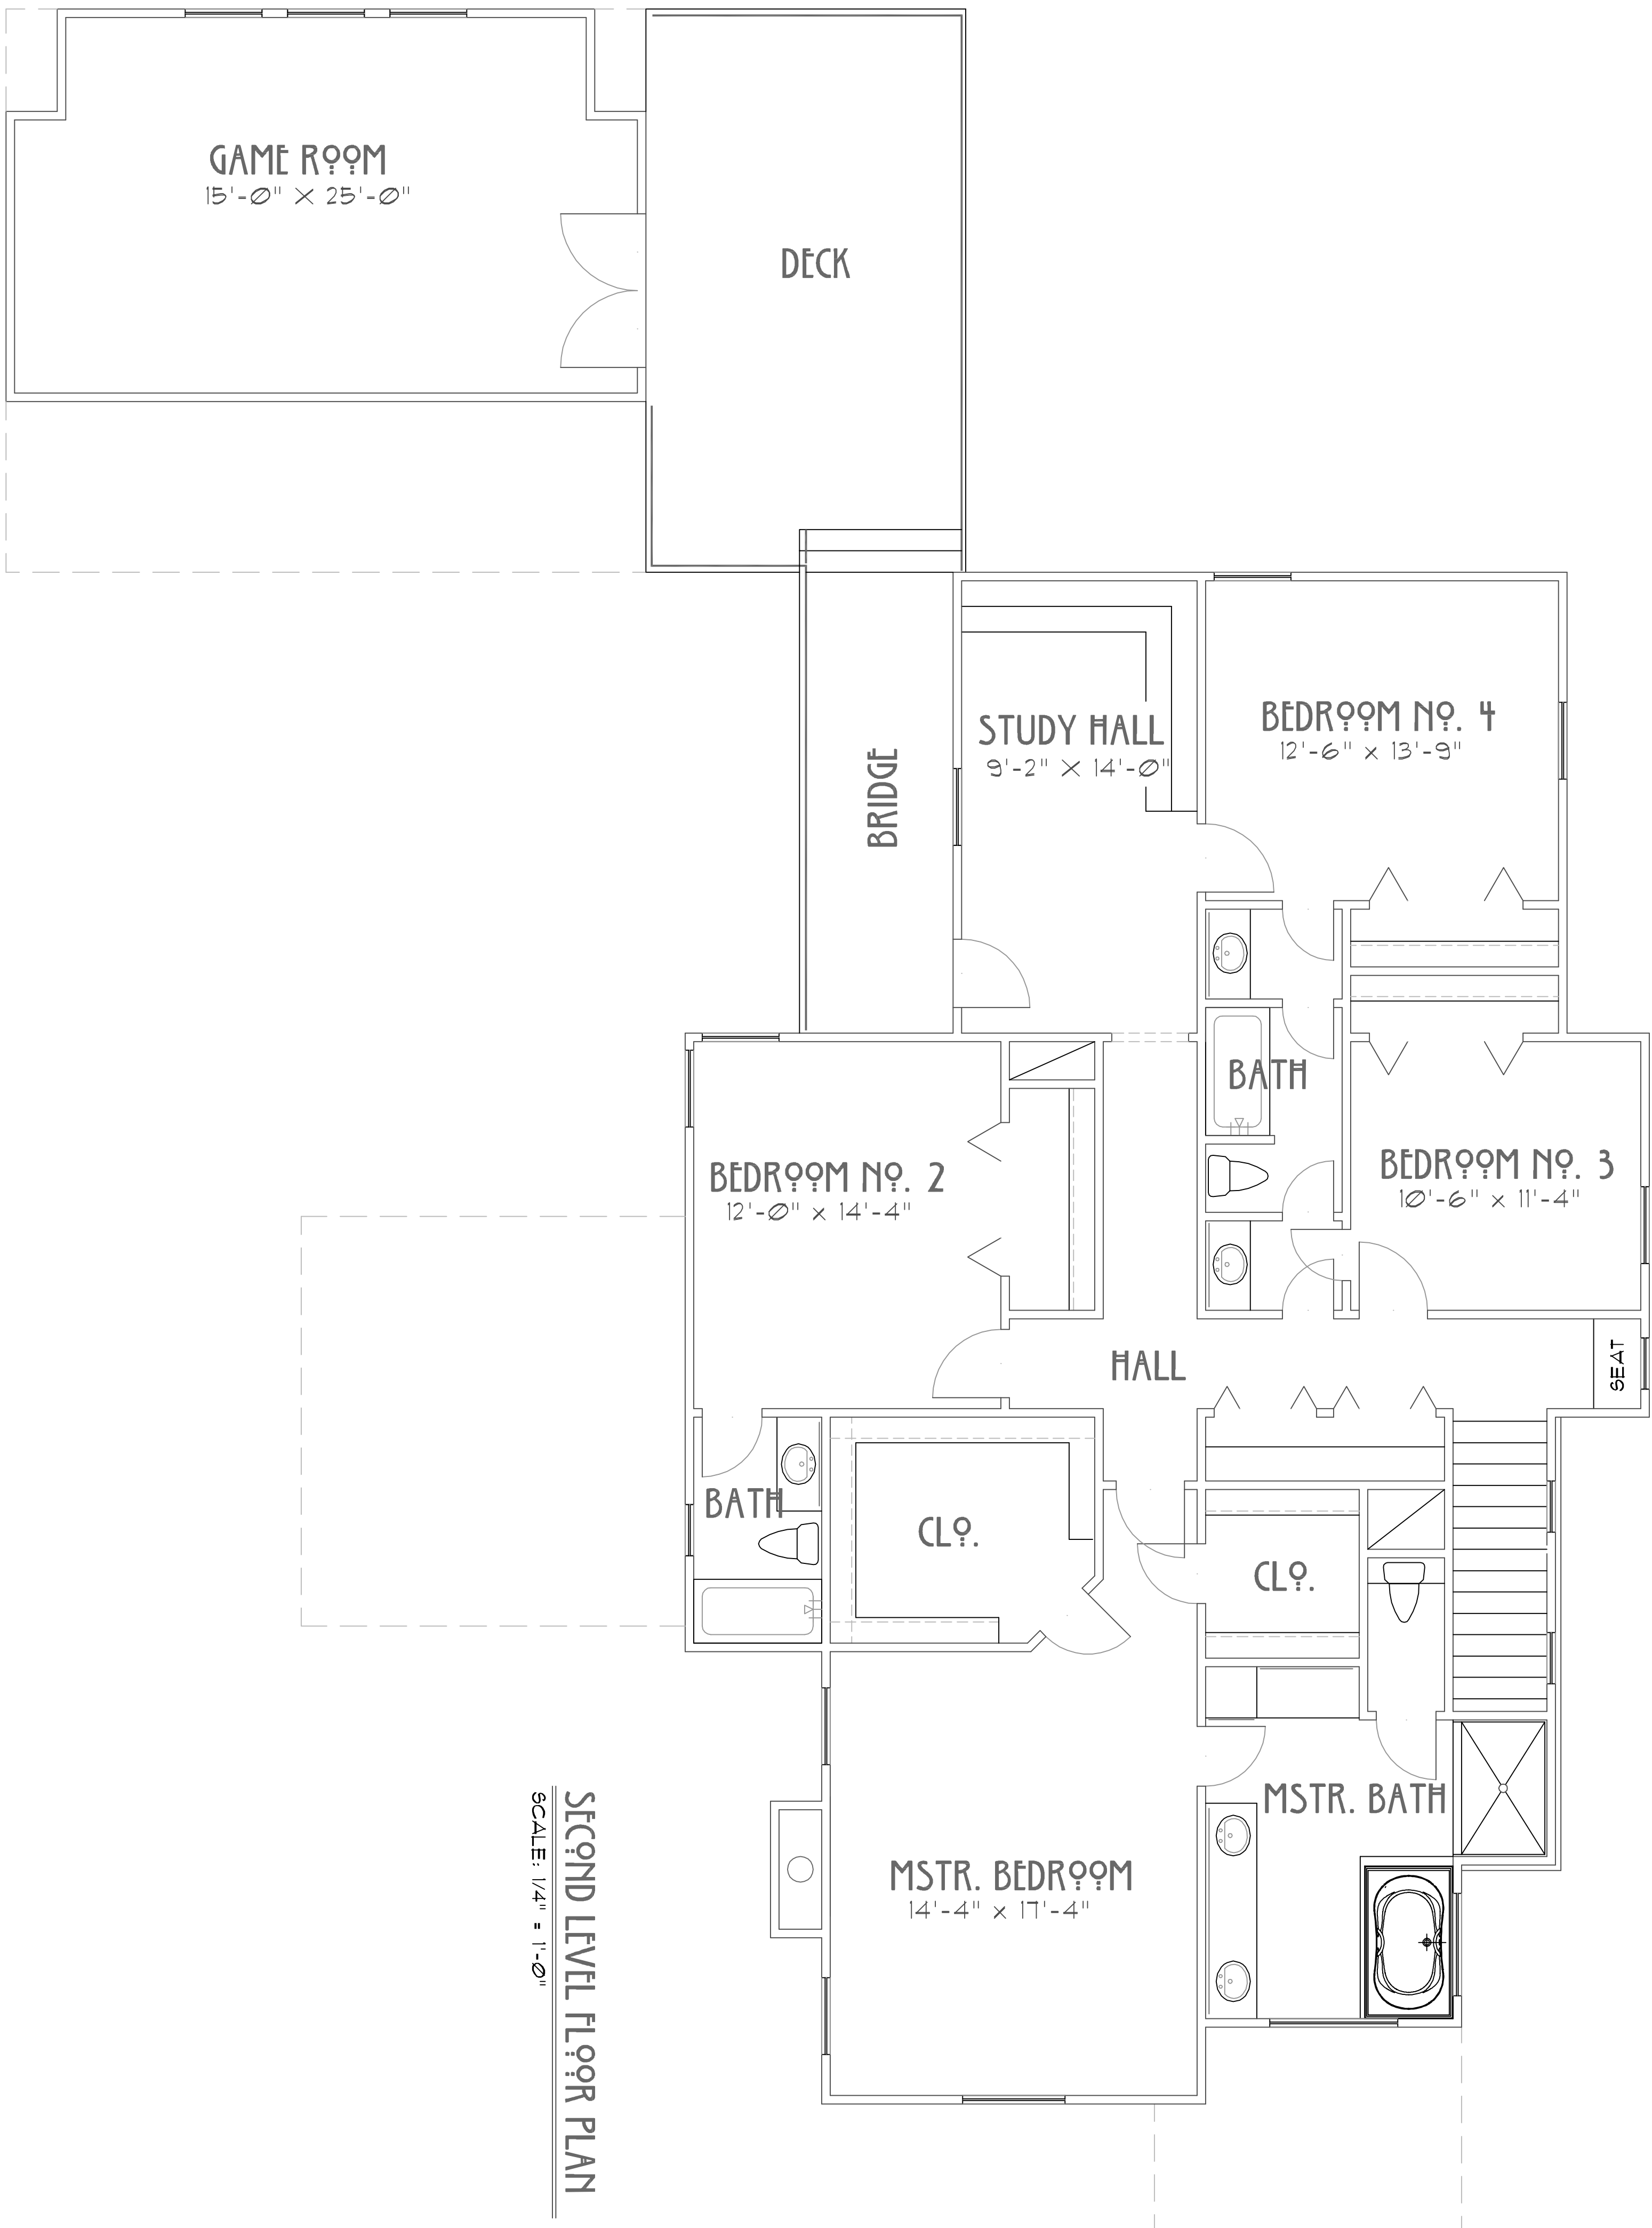 GAME ROOM
15'-0" X 25'-0"
DECK
STUDY HALL
9'-2" X 14'-0"
BEDROOM NO. 4
12'-6" x 13'-9"
BRIDGE
BATH
BEDROOM NO. 2
12'-0" x 14'-4"
BEDROOM NO. 3
10'-6" x 11'-4"
HALL
SEAT
BATH
CLO.
CLO.
MSTR. BATH
MSTR. BEDROOM
14'-4" x 17'-4"
SECOND LEVEL FLOOR PLAN
SCALE: 1/4" = 1'-0"